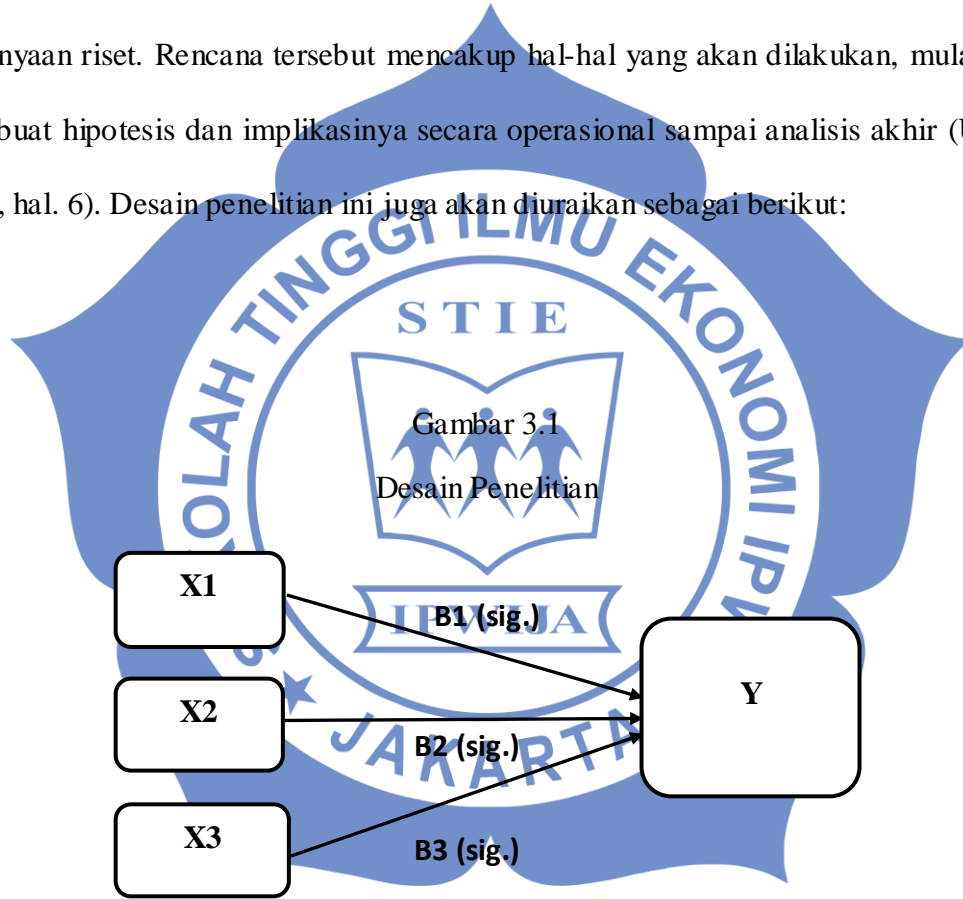 nyaan riset. Rencana tersebut mencakup hal-hal yang akan dilakukan, mula
buat hipotesis dan implikasinya secara operasional sampai analisis akhir (
, hal. 6). Desain penelitian ini juga akan diuraikan sebagai berikut:
TINGGI ILMU EKONOMI
STIE
Gambar 3.1
Desain Penelitian
X1
B1 (sig.)
IPWIJA
X2
Y
B2 (sig.)
JAKARTA
X3
B3 (sig.)